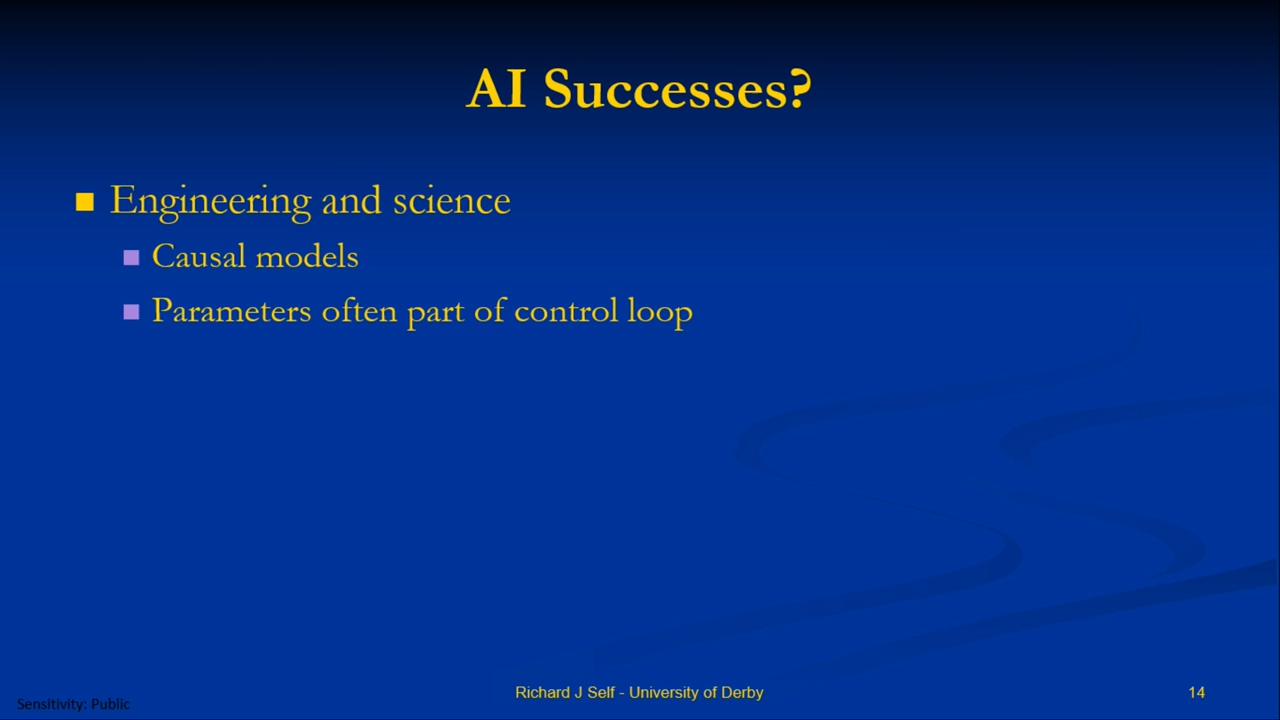 AI Successes?
Engineering and science
Causal models
Parameters often part of control loop
Sensitivity: Public
Richard J Self - University of Derby
14